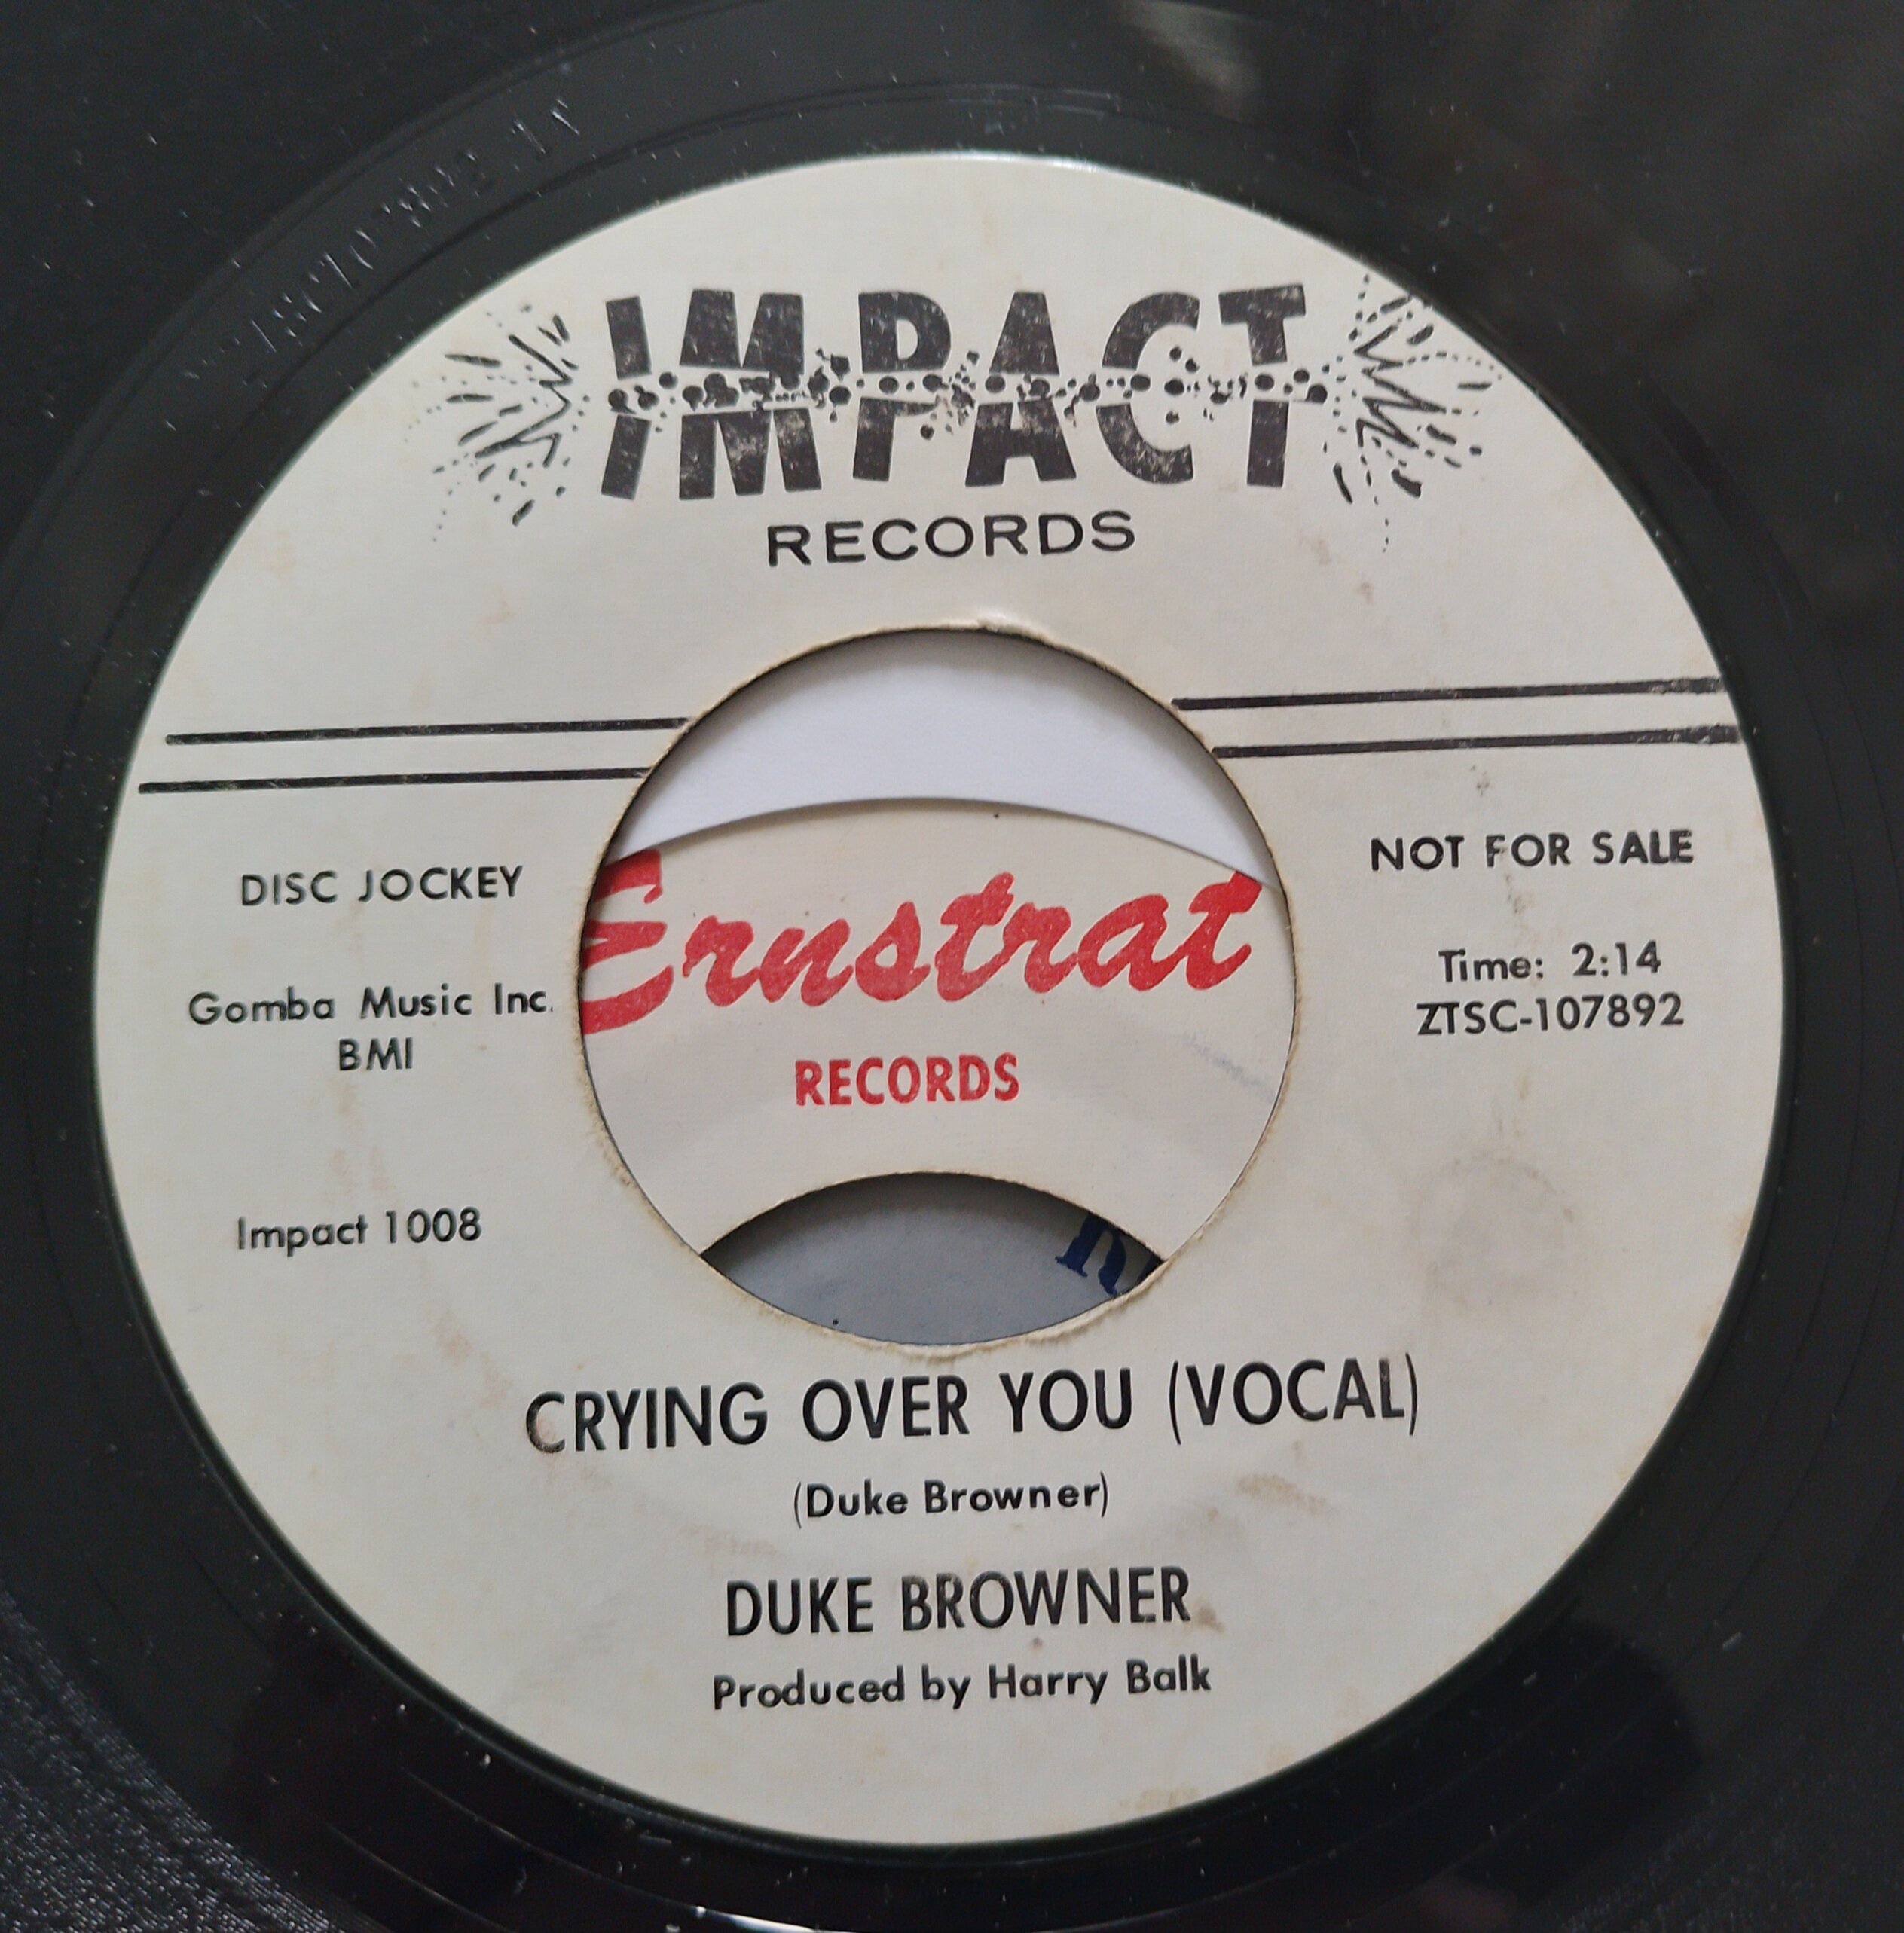 IMPACT
RECORDS
DISC JOCKEY
Gomba Music Inc.
BMI
Impact 1008
NOT FOR SALE
Time: 2:14
ZTSC-107892
Ernstrat
RECORDS
CRYING OVER YOU (VOCAL)
(Duke Browner)
DUKE BROWNER
Produced by Harry Balk